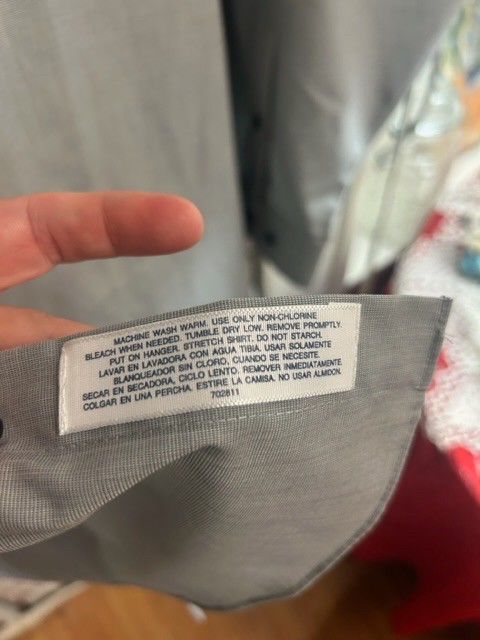 MACHINE WASH WARM. USE ONLY NON-CHLORINE
BLEACH WHEN NEEDED. TUMBLE DRY LOW. REMOVE PROMPTLY.
PUT ON HANGER. STRETCH SHIRT. DO NOT STARCH.
LAVAR EN LAVADORA CON AGUA TIBIA. USAR SOLAMENTE
BLANQUEADOR SIN CLORO, CUANDO SE NECESITE.
SECAR EN SECADORA, CICLO LENTO, REMOVER INMEDIATAMENTE.
COLGAR EN UNA PERCHA. ESTIRE LA CAMISA. NO USAR ALMIDON.
702811